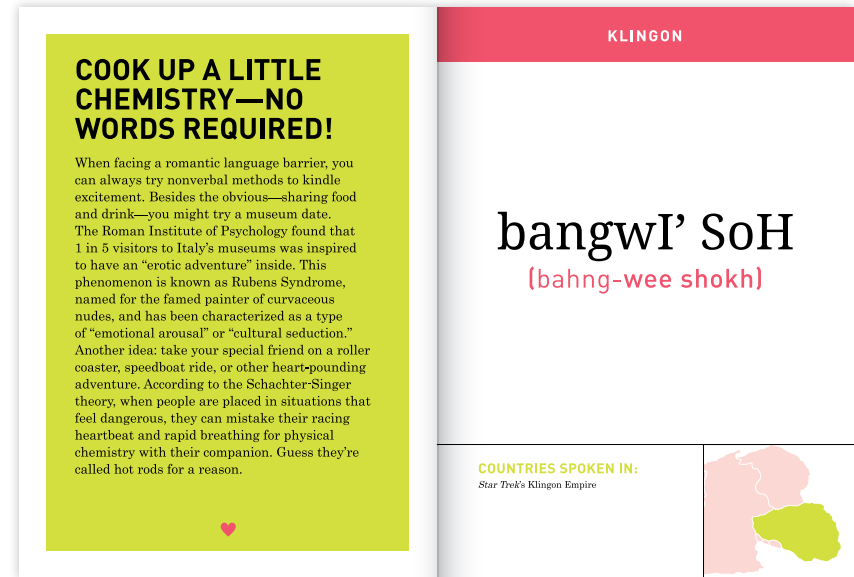 COOK UP A LITTLE
CHEMISTRY—NO
WORDS REQUIRED!
When facing a romantic language barrier, you
can always try nonverbal methods to kindle
excitement. Besides the obvious—sharing food
and drink—you might try a museum date.
The Roman Institute of Psychology found that
1 in 5 visitors to Italy's museums was inspired
to have an “erotic adventure” inside. This
phenomenon is known as Rubens Syndrome,
named for the famed painter of curvaceous
nudes, and has been characterized as a type
of “emotional arousal” or “cultural seduction.”
Another idea: take your special friend on a roller
coaster, speedboat ride, or other heart-pounding
adventure. According to the Schachter-Singer
theory, when people are placed in situations that
feel dangerous, they can mistake their racing
heartbeat and rapid breathing for physical
chemistry with their companion. Guess they’re
called hot rods for a reason.
KLINGON
bangwI’ SoH
(bahng-wee shokh)
COUNTRIES SPOKEN IN:
Star Trek’s Klingon Empire